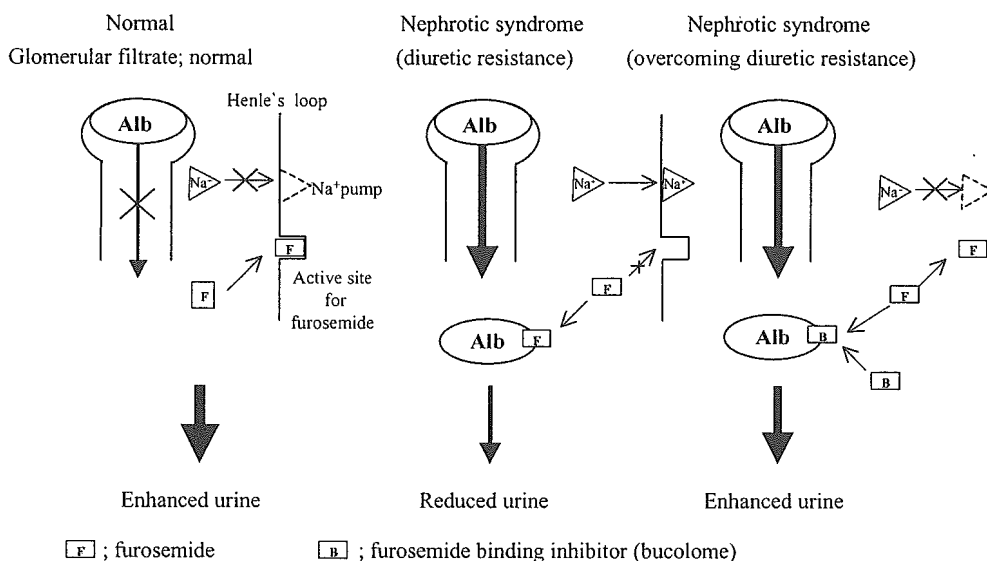 Normal
Glomerular filtrate; normal
Henle`s loop
Alb
Na⁻
Na⁺pump
F
F
Active site
for
furosemide
Enhanced urine
Nephrotic syndrome
(diuretic resistance)
Alb
Na⁺
Na⁺
F
Alb
F
Reduced urine
Nephrotic syndrome
(overcoming diuretic resistance)
Alb
Na⁻
F
F
Alb
B
B
Enhanced urine
F ; furosemide
B ; furosemide binding inhibitor (bucolome)